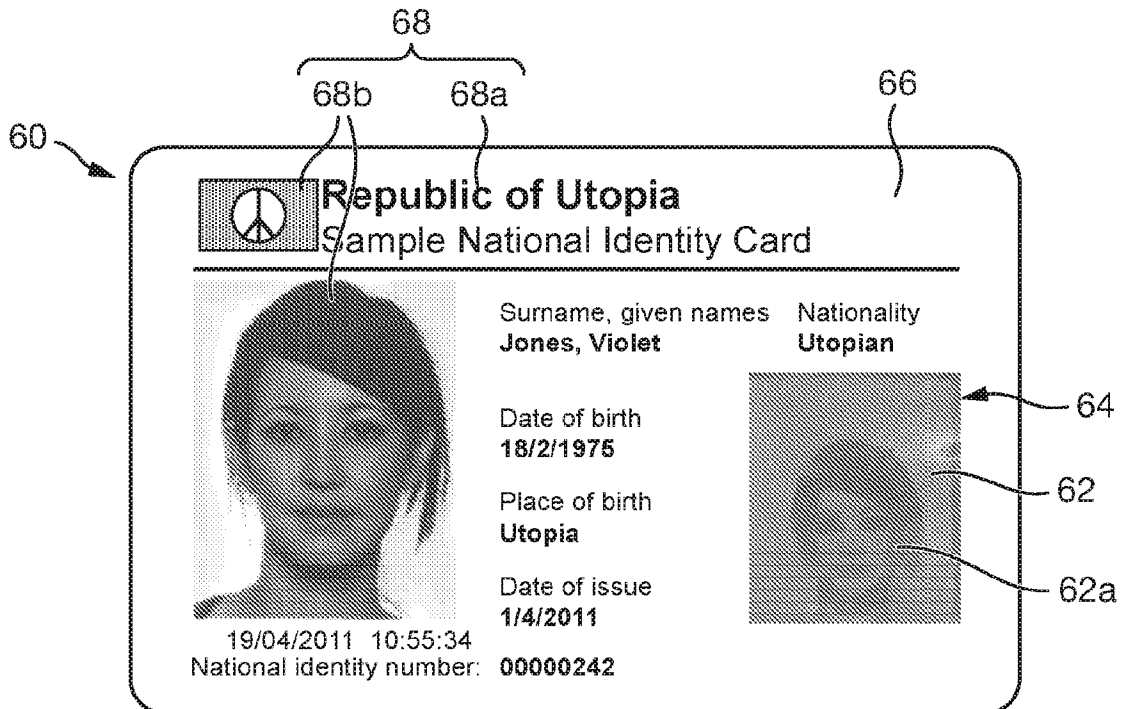 68
68b 68a 66
60
Republic of Utopia
Sample National Identity Card
Surname, given names Nationality
Jones, Violet Utopian
Date of birth
18/2/1975
64
62
Place of birth
Utopia
62a
Date of issue
1/4/2011
19/04/2011 10:55:34
National identity number: 00000242